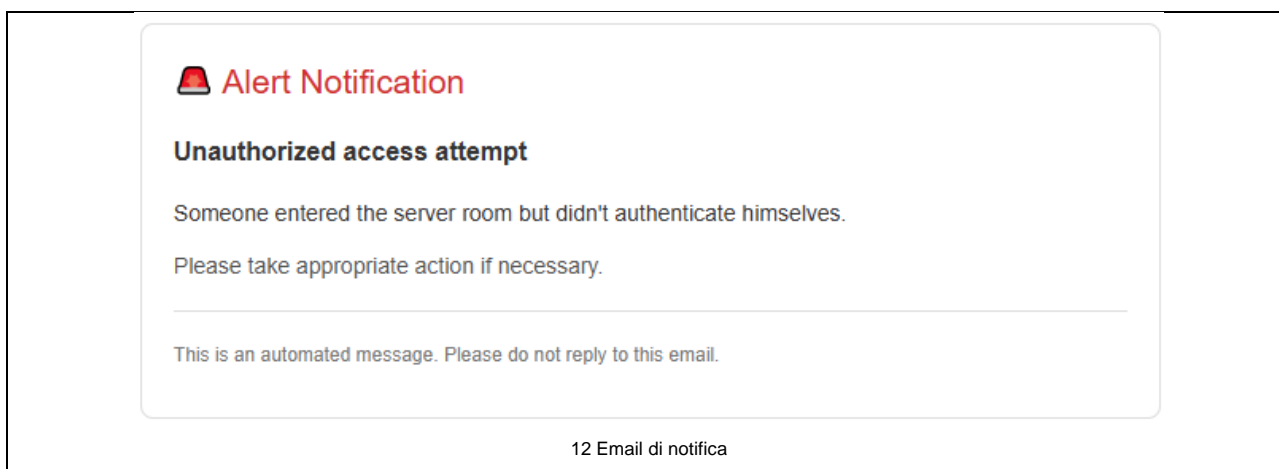 🚨 Alert Notification
Unauthorized access attempt
Someone entered the server room but didn't authenticate himselves.
Please take appropriate action if necessary.
This is an automated message. Please do not reply to this email.
12 Email di notifica